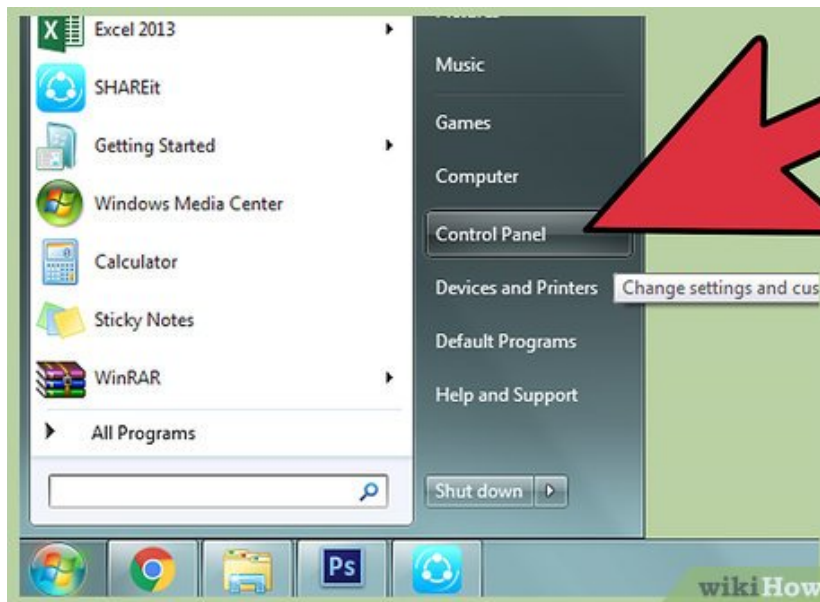 Excel 2013
SHAREit
Getting Started
Windows Media Center
Calculator
Sticky Notes
WinRAR
All Programs
Music
Games
Computer
Control Panel
Devices and Printers
Change settings and cus
Default Programs
Help and Support
Shut down
Ps
wikiHow